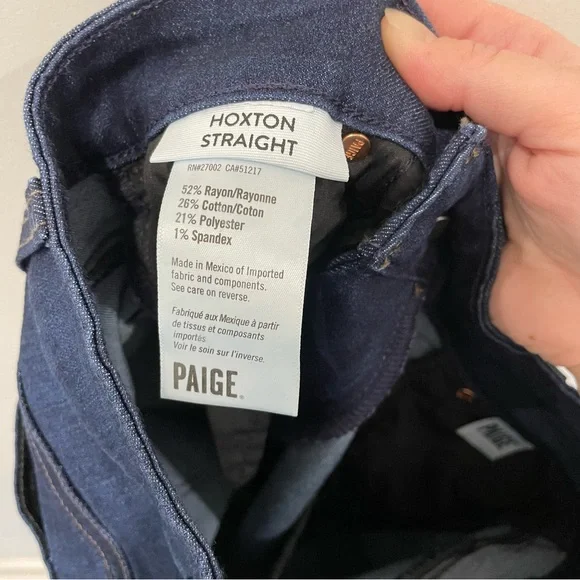 HOXTON
STRAIGHT
RN#27002 CA#51217
52% Rayon/Rayonne
26% Cotton/Coton
21% Polyester
1% Spandex
Made in Mexico of Imported
fabric and components.
See care on reverse.
Fabriqué aux Mexique à partir
de tissus et composants
importés.
Voir le soin sur l'inverse.
PAIGE
PAIGE
PAIGE